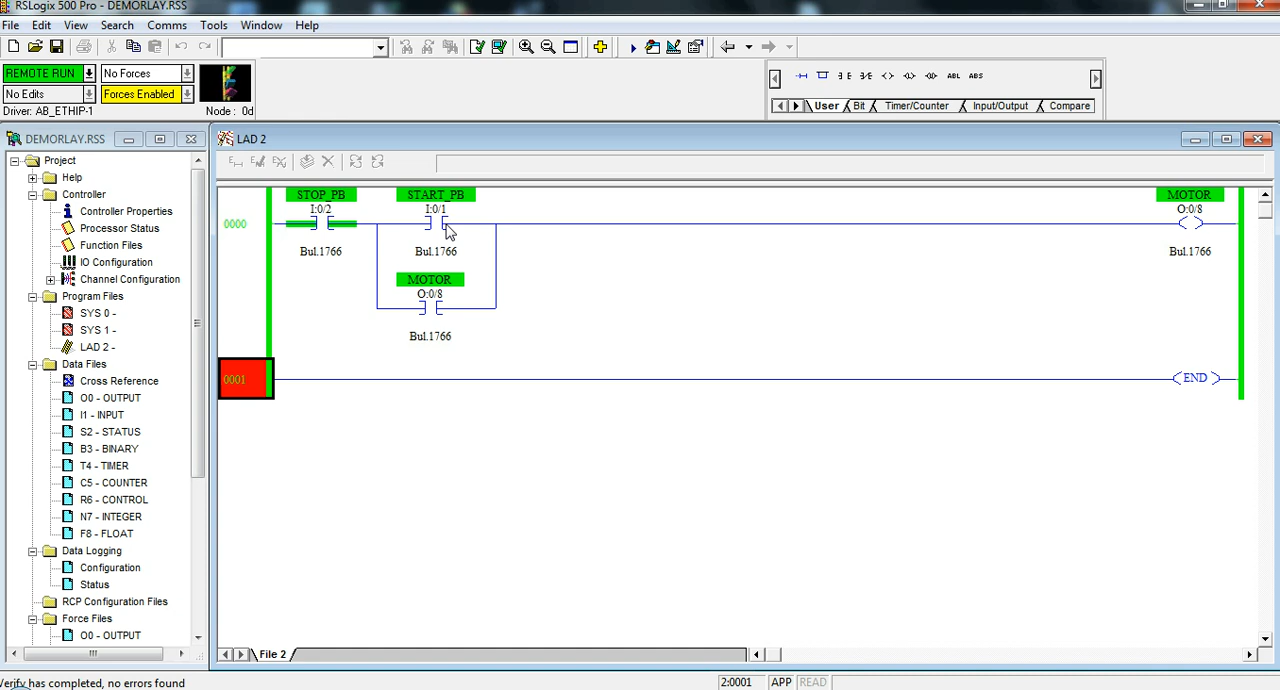 RSLogix 500 Pro - DEMORLAY.RSS
File Edit View Search Comms Tools Window Help
REMOTE RUN No Forces
No Edits Forces Enabled
Driver: AB_ETHIP-1 Node : 0d
ABL ABS
User Bit Timer/Counter Input/Output Compare
DEMORLAY.RSS
Project
Help
Controller
Controller Properties
Processor Status
Function Files
IO Configuration
Channel Configuration
Program Files
SYS 0 -
SYS 1 -
LAD 2 -
Data Files
Cross Reference
O0 - OUTPUT
I1 - INPUT
S2 - STATUS
B3 - BINARY
T4 - TIMER
C5 - COUNTER
R6 - CONTROL
N7 - INTEGER
F8 - FLOAT
Data Logging
Configuration
Status
RCP Configuration Files
Force Files
O0 - OUTPUT
LAD 2
STOP_PB START_PB MOTOR
I:0/2 I:0/1 O:0/8
0000
Bul.1766 Bul.1766 Bul.1766
MOTOR
O:0/8
Bul.1766
0001 END
File 2
Verify has completed, no errors found 2:0001 APP READ